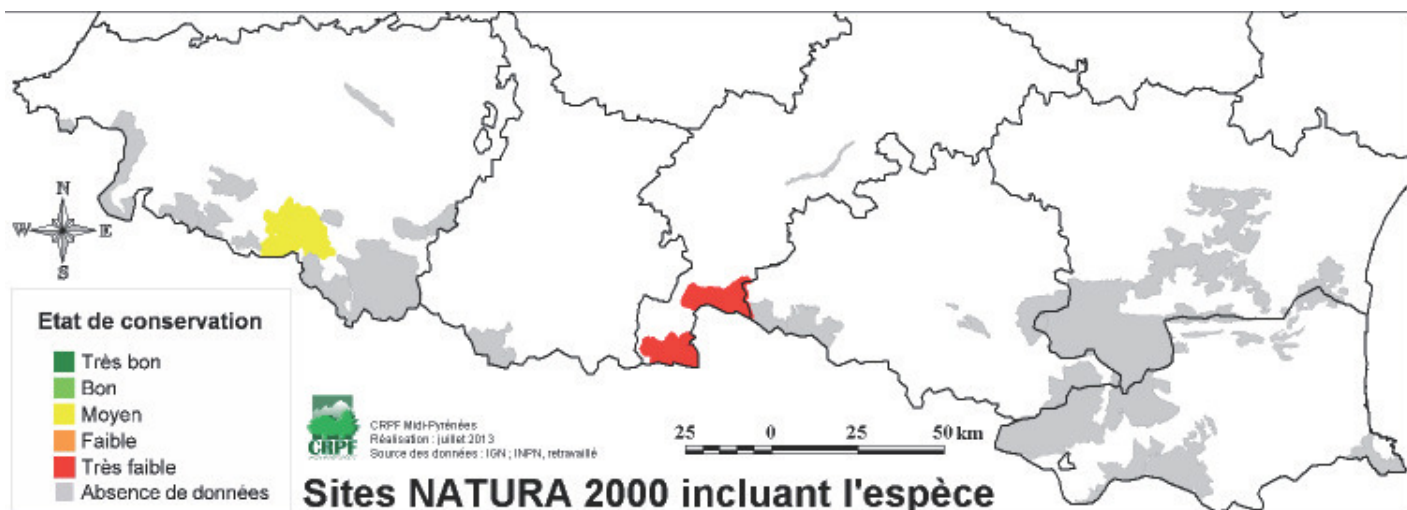 N
W
E
S
Etat de conservation
Très bon
Bon
Moyen
Faible
Très faible
Absence de données
CRPF
CRPF Midi-Pyrénées
Réalisation : juillet 2013
Source des données : IGN ; INPN, retravaillé
25 0 25 50 km
Sites NATURA 2000 incluant l'espèce